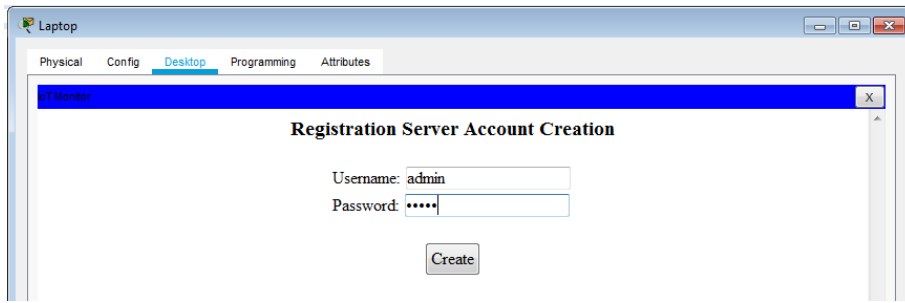 Laptop
Physical Config Desktop Programming Attributes
IoT Monitor X
Registration Server Account Creation
Username: admin
Password: •••••
Create